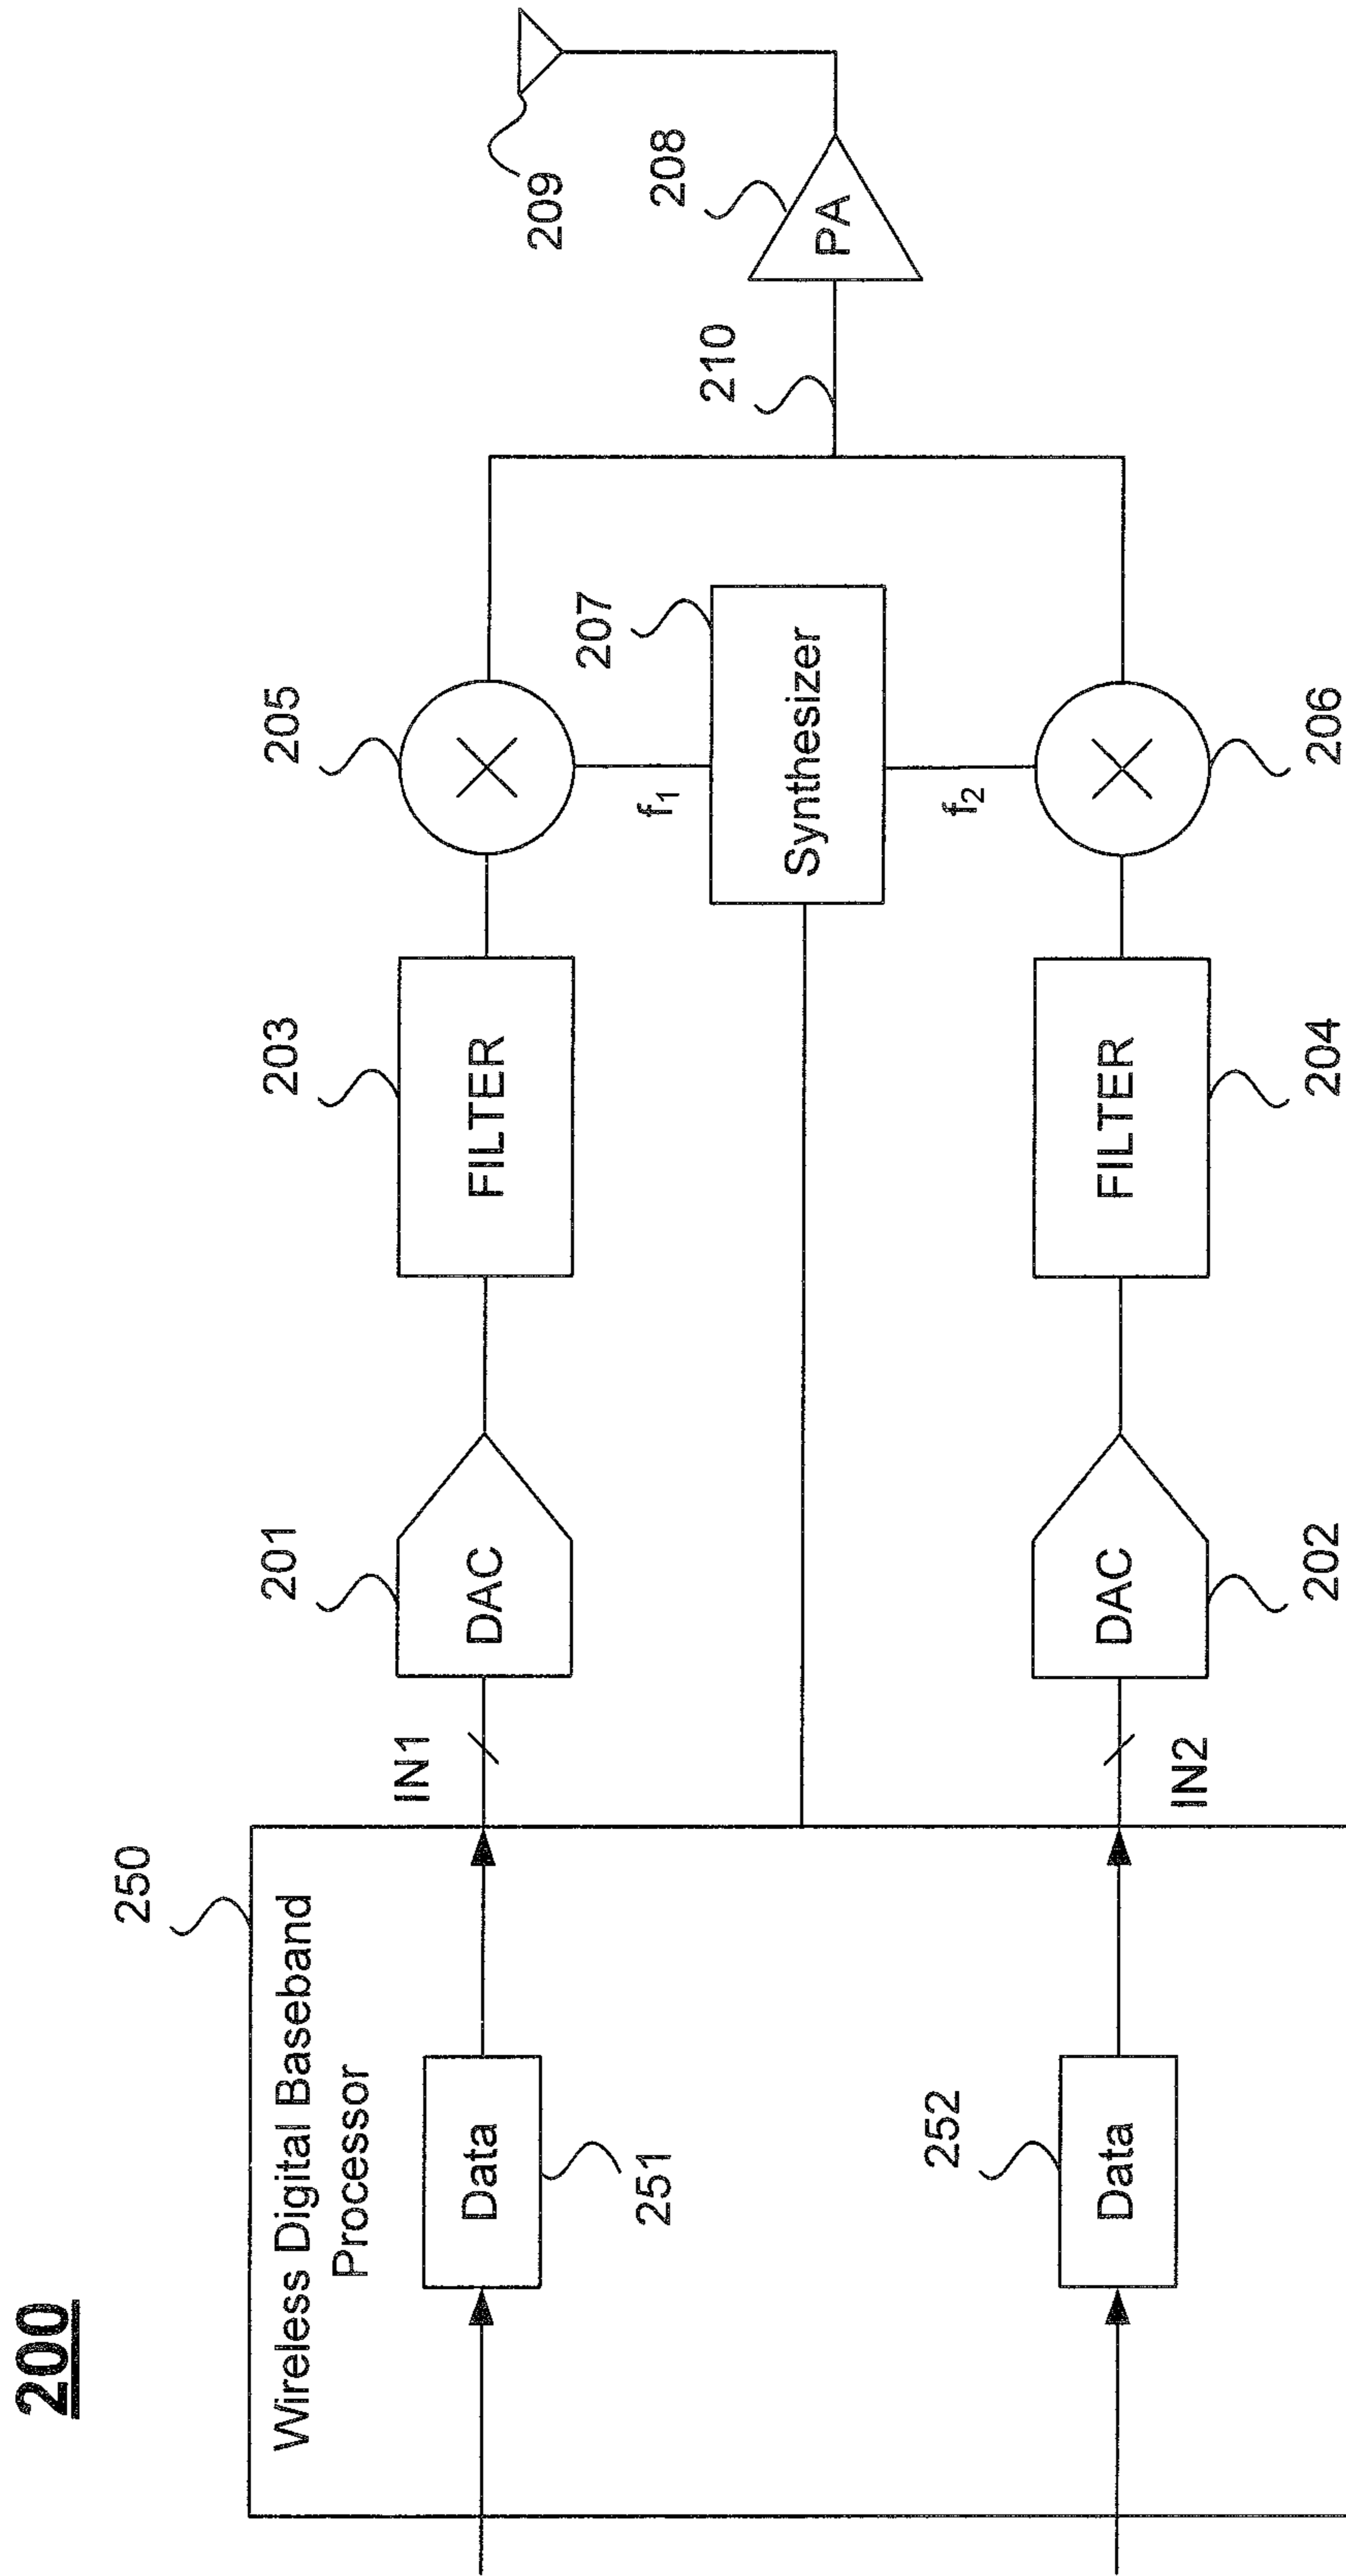 200
250
Wireless Digital Baseband
Processor
Data
251
252
Data
IN1
IN2
201
DAC
DAC
202
203
FILTER
FILTER
204
205
f1
207
Synthesizer
f2
206
210
209
208
PA